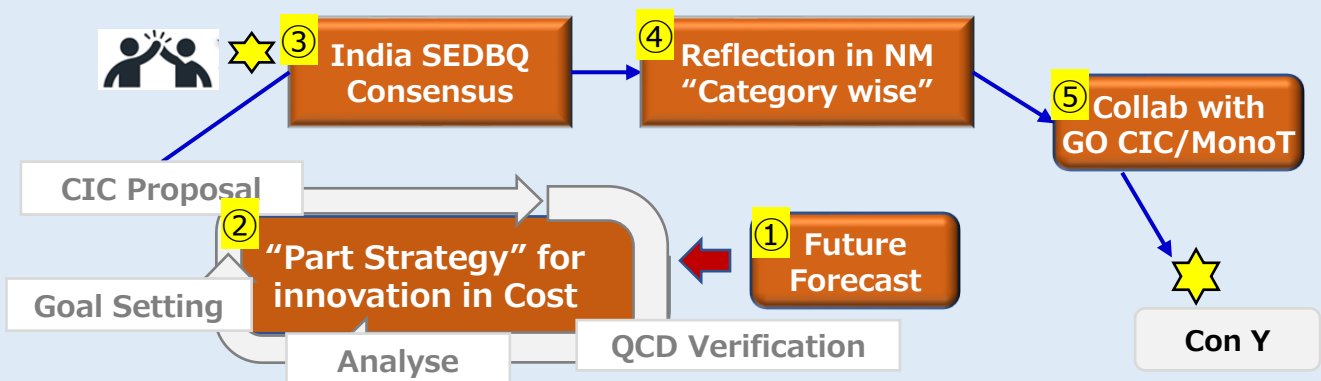 ③
India SEDBQ
Consensus
④
Reflection in NM
“Category wise”
⑤
Collab with
GO CIC/MonoT
CIC Proposal
②
“Part Strategy” for
innovation in Cost
①
Future
Forecast
Goal Setting
Analyse
QCD Verification
Con Y